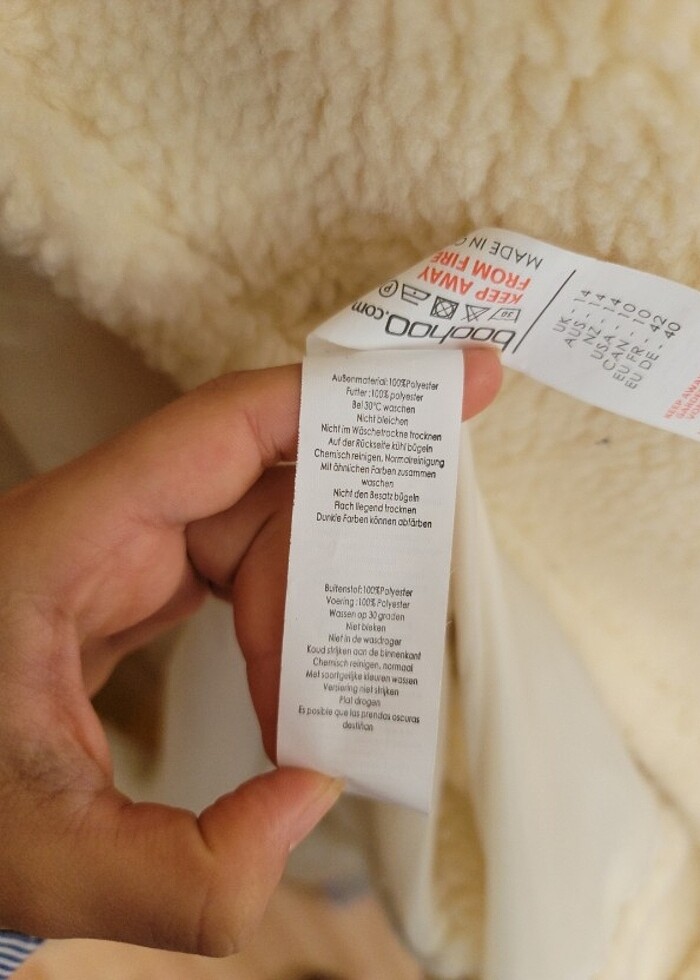 boohoo.com
KEEP AWAY
FROM FIRE
MADE IN
UK - 14
AUS - 14
NZ - 14
USA - 10
CAN - 10
EU FR - 42
EU DE - 40
Außenmaterial:100%Polyester
Futter:100% polyester
Bei 30°C waschen
Nicht bleichen
Nicht im Wäschetrockne trocknen
Auf der Rückseite kühl bügeln
Chemisch reinigen, Normalreinigung
Mit ähnlichen Farben zusammen
waschen
Nicht den Besatz bügeln
Flach liegend trocknen
Dunkle Farben können abfärben
Buitenstof:100%Polyester
Voering:100% Polyester
Wassen op 30 graden
Niet bleken
Niet in de wasdroger
Koud strijken aan de binnenkant
Chemisch reinigen, normaal
Met soortgelijke kleuren wassen
Versiering niet strijken
Plat drogen
Es posible que las prendas oscuras
destiñan